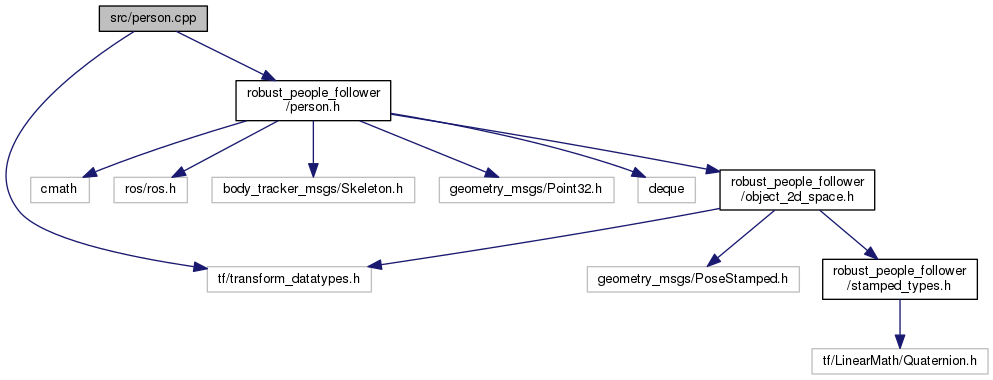 src/person.cpp
robust_people_follower
/person.h
cmath
ros/ros.h
body_tracker_msgs/Skeleton.h
geometry_msgs/Point32.h
deque
robust_people_follower
/object_2d_space.h
tf/transform_datatypes.h
geometry_msgs/PoseStamped.h
robust_people_follower
/stamped_types.h
tf/LinearMath/Quaternion.h